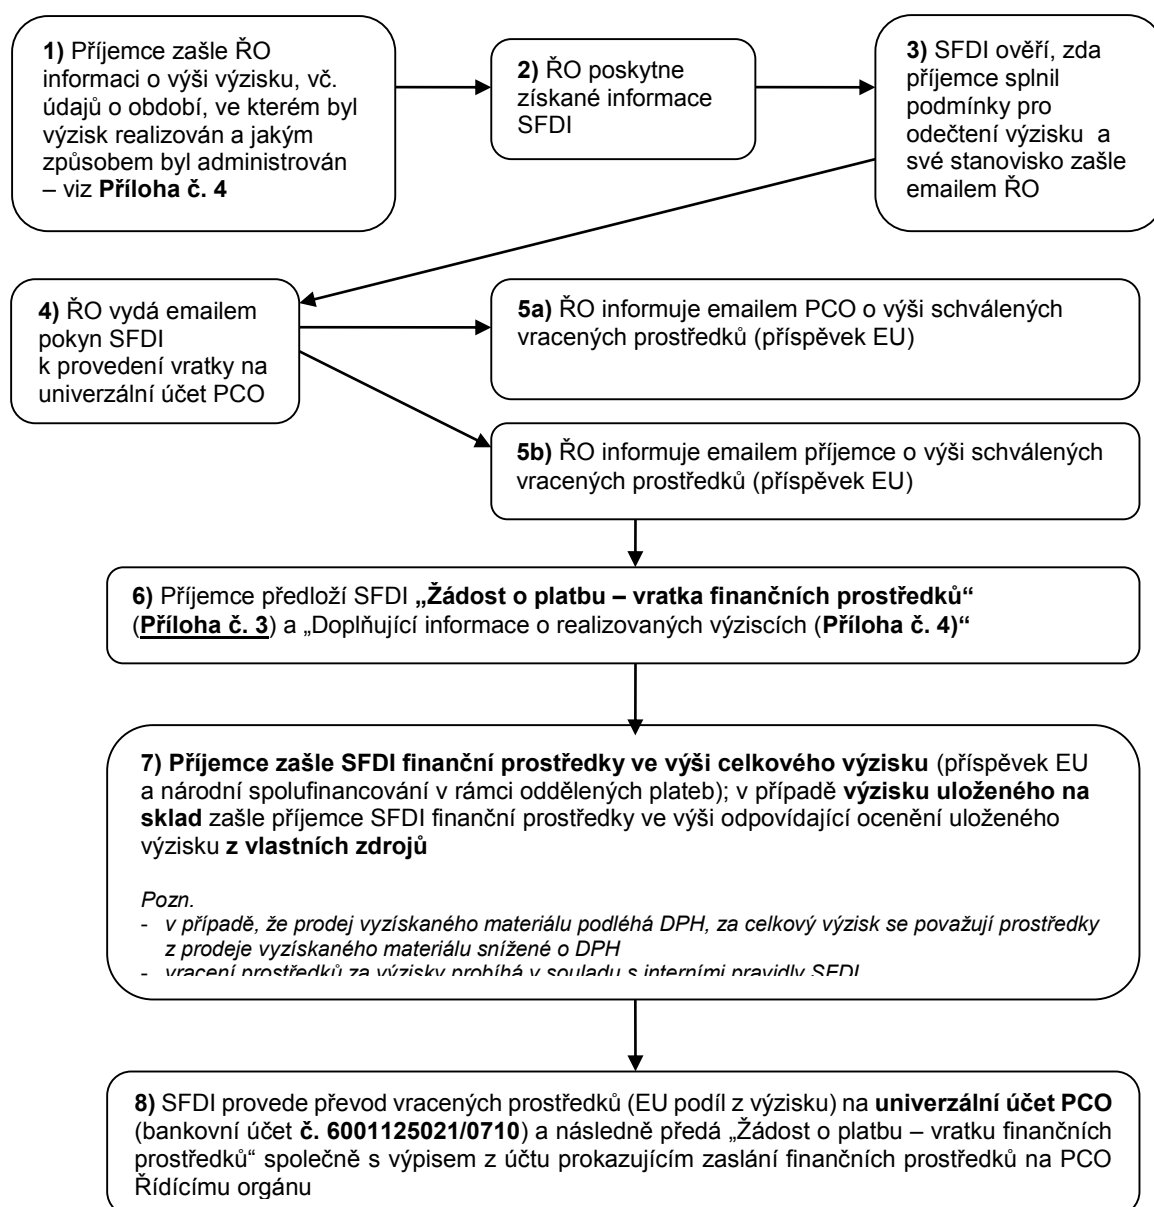 1) Příjemce zašle ŘO
informaci o výši výzisku, vč.
údajů o období, ve kterém byl
výzisk realizován a jakým
způsobem byl administrován
– viz Příloha č. 4
2) ŘO poskytne
získané informace
SFDI
3) SFDI ověří, zda
příjemce splnil
podmínky pro
odečtení výzisku a
své stanovisko zašle
emailem ŘO
4) ŘO vydá emailem
pokyn SFDI
k provedení vratky na
univerzální účet PCO
5a) ŘO informuje emailem PCO o výši schválených
vracených prostředků (příspěvek EU)
5b) ŘO informuje emailem příjemce o výši schválených
vracených prostředků (příspěvek EU)
6) Příjemce předloží SFDI „Žádost o platbu – vratka finančních prostředků“
(Příloha č. 3) a „Doplňující informace o realizovaných výziscích (Příloha č. 4)“
7) Příjemce zašle SFDI finanční prostředky ve výši celkového výzisku (příspěvek EU
a národní spolufinancování v rámci oddělených plateb); v případě výzisku uloženého na
sklad zašle příjemce SFDI finanční prostředky ve výši odpovídající ocenění uloženého
výzisku z vlastních zdrojů
Pozn.
- v případě, že prodej vyzískaného materiálu podléhá DPH, za celkový výzisk se považují prostředky
z prodeje vyzískaného materiálu snížené o DPH
- vracení prostředků za výzisky probíhá v souladu s interními pravidly SFDI
8) SFDI provede převod vracených prostředků (EU podíl z výzisku) na univerzální účet PCO
(bankovní účet č. 6001125021/0710) a následně předá „Žádost o platbu – vratku finančních
prostředků“ společně s výpisem z účtu prokazujícím zaslání finančních prostředků na PCO
Řídícímu orgánu